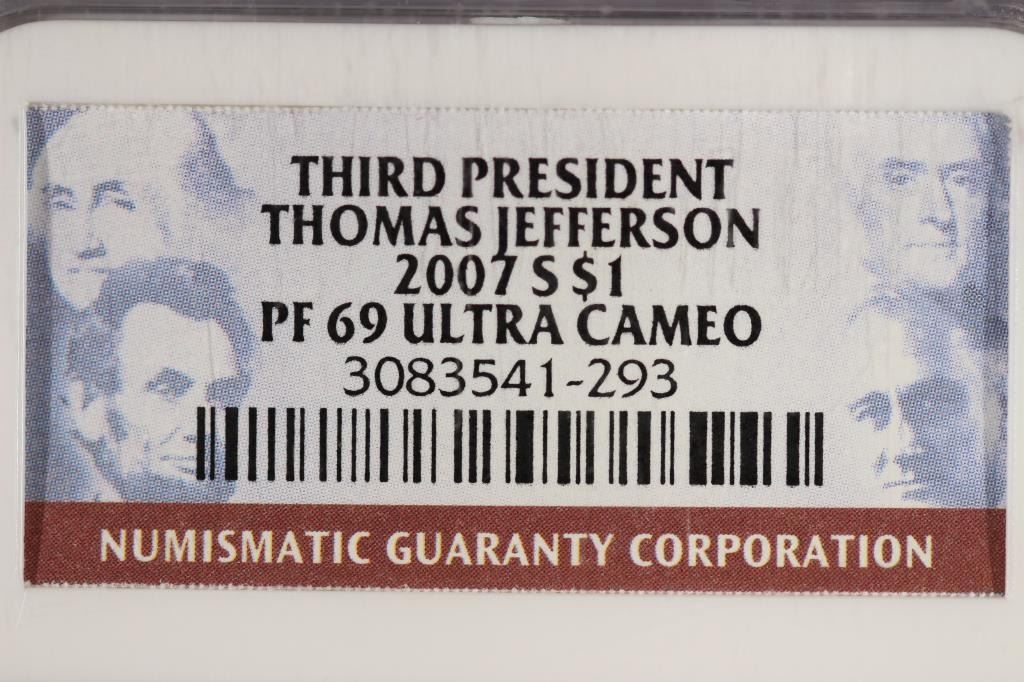 THIRD PRESIDENT
THOMAS JEFFERSON
2007 S $1
PF 69 ULTRA CAMEO
3083541-293
NUMISMATIC GUARANTY CORPORATION